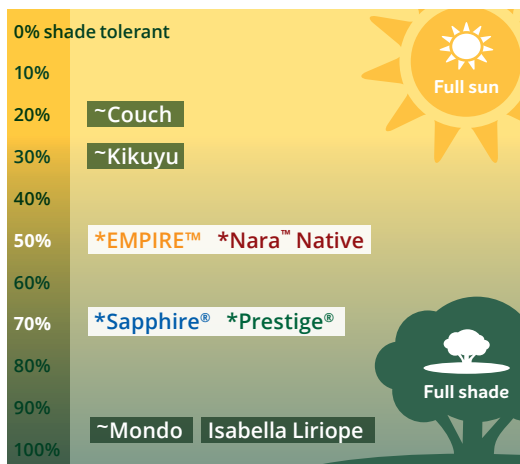 0% shade tolerant
10%
Full sun
20% ~Couch
30% ~Kikuyu
40%
50% *EMPIRE™ *Nara™ Native
60%
70% *Sapphire® *Prestige®
80%
Full shade
90%
~Mondo Isabella Liriope
100%